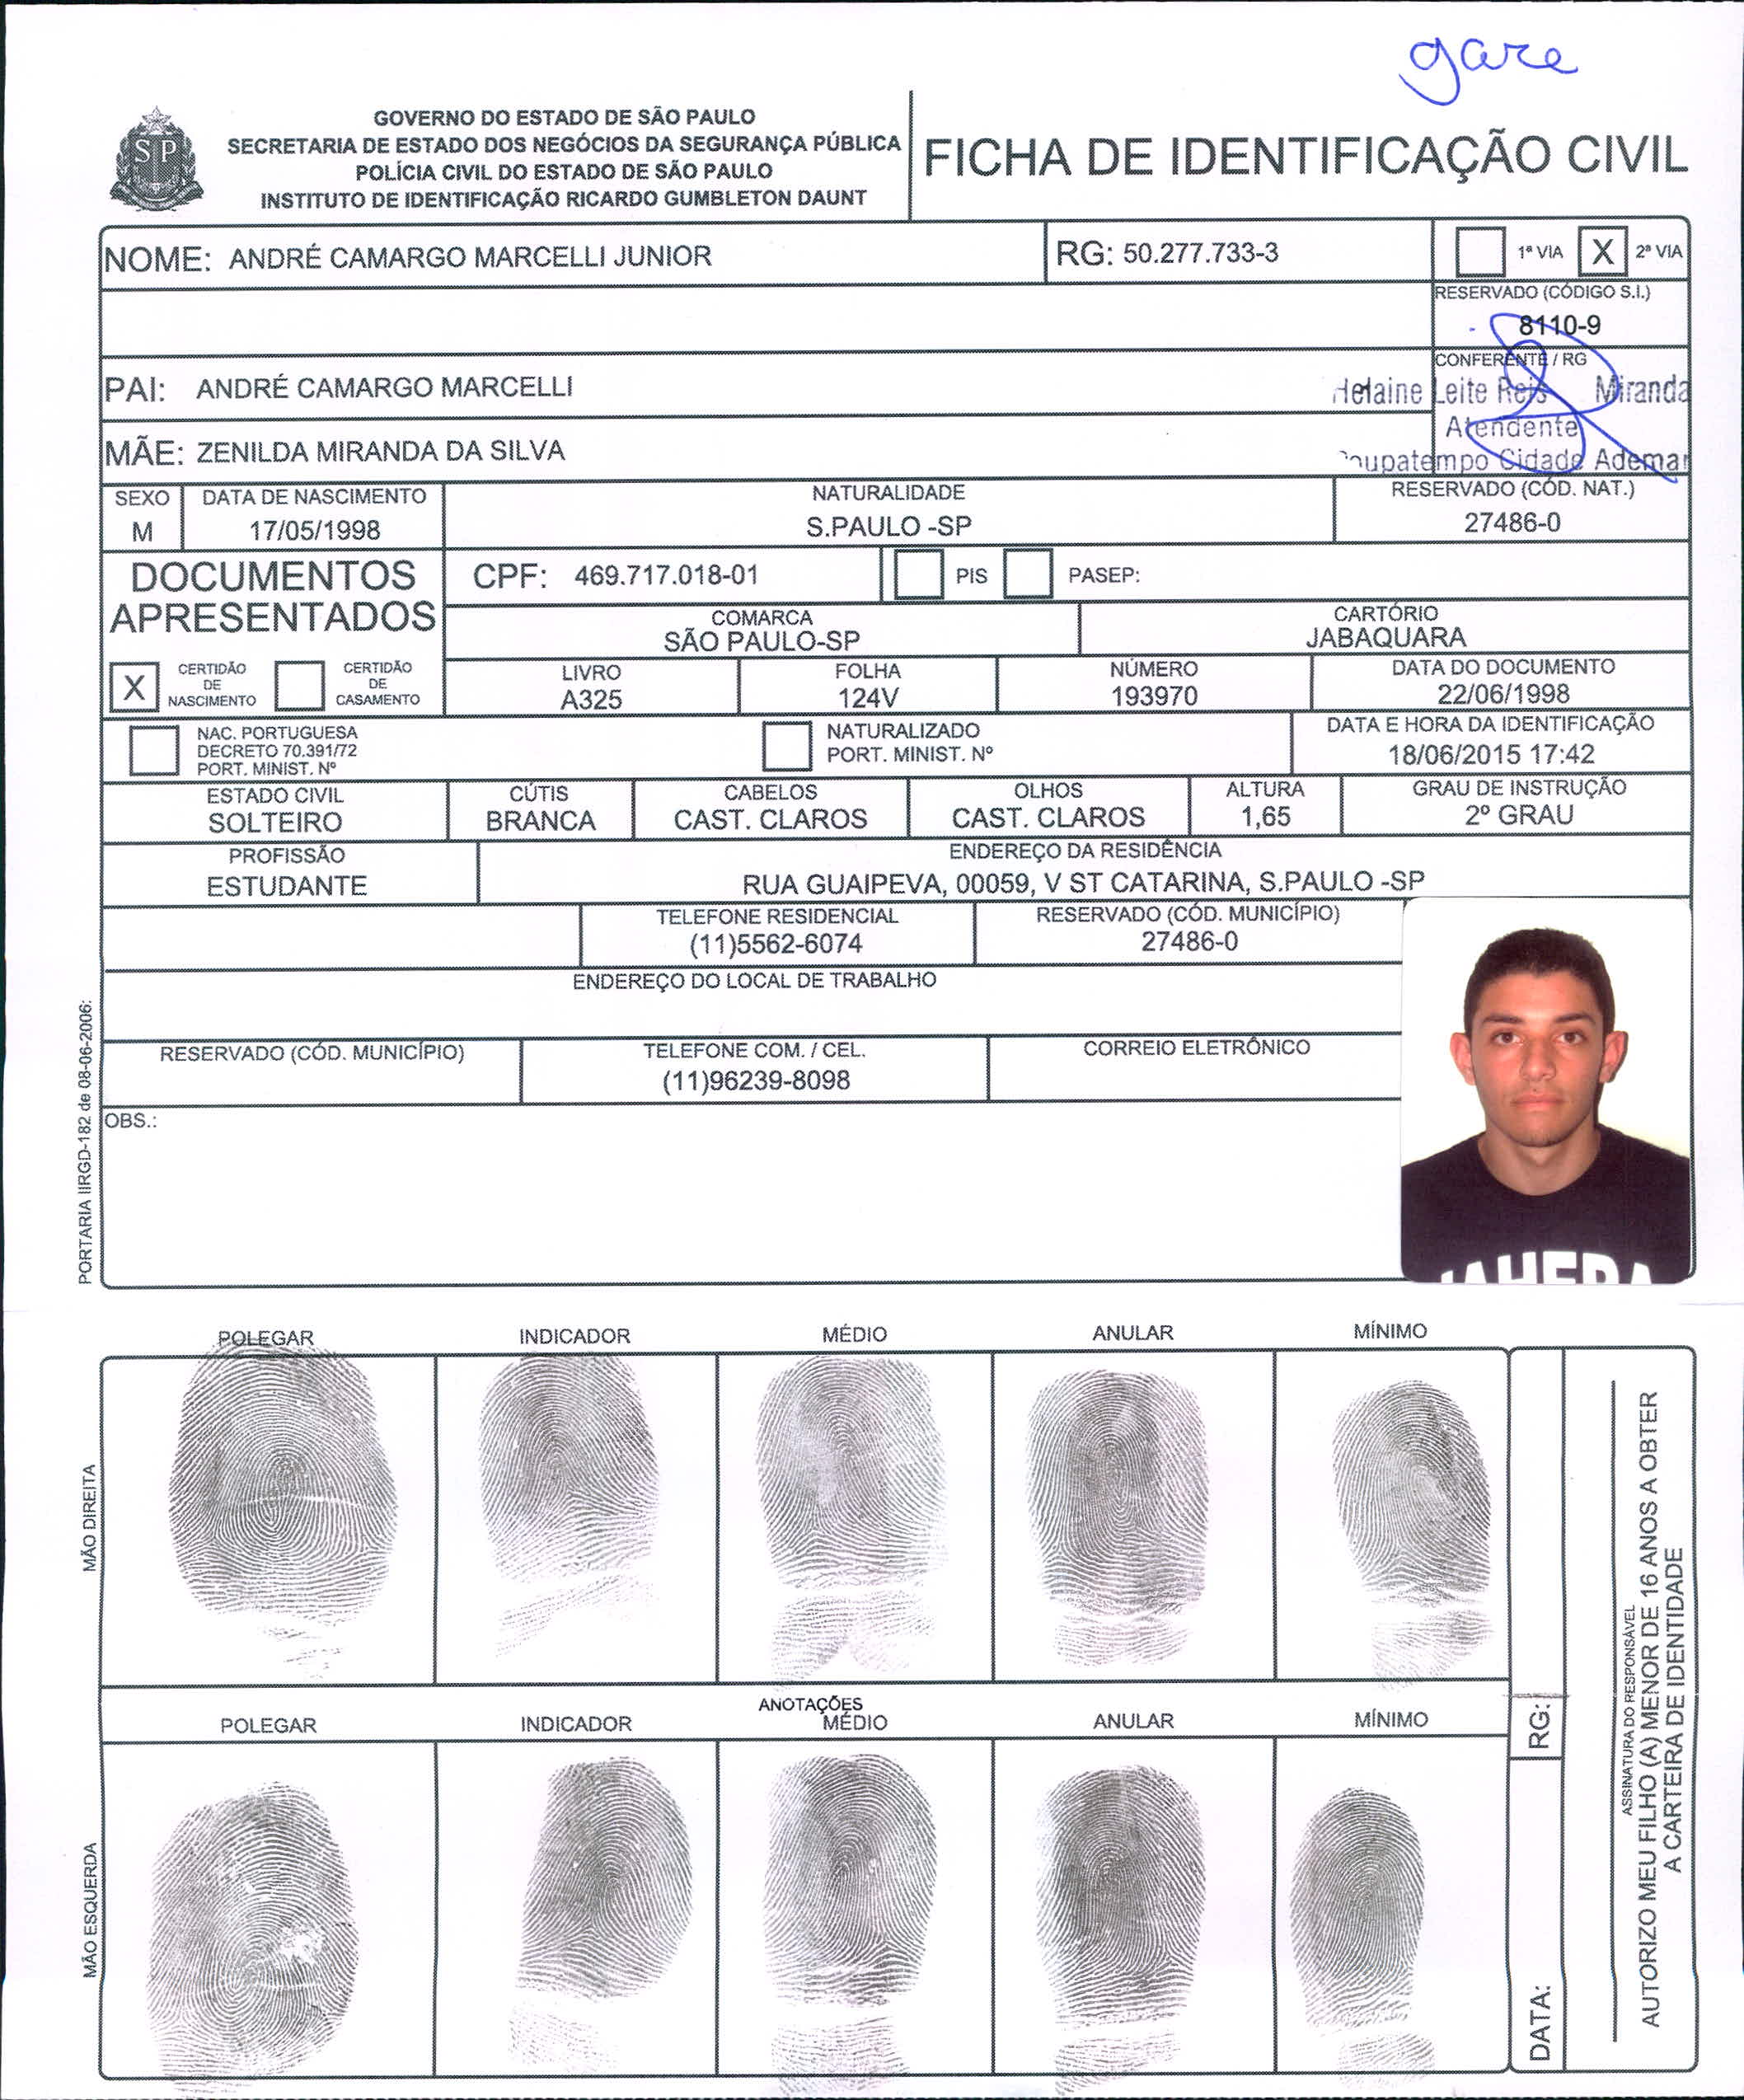 gare
GOVERNO DO ESTADO DE SÃO PAULO
SECRETARIA DE ESTADO DOS NEGÓCIOS DA SEGURANÇA PÚBLICA
POLÍCIA CIVIL DO ESTADO DE SÃO PAULO
INSTITUTO DE IDENTIFICAÇÃO RICARDO GUMBLETON DAUNT
SP
FICHA DE IDENTIFICAÇÃO CIVIL
NOME: ANDRÉ CAMARGO MARCELLI JUNIOR
RG: 50.277.733-3
1ª VIA X 2ª VIA
RESERVADO (CÓDIGO S.I.)
8110-9
CONFERENTE / RG
PAI: ANDRÉ CAMARGO MARCELLI
Helaine Leite Reis Miranda
Atendente
MÃE: ZENILDA MIRANDA DA SILVA
Cidade Ademar
SEXO
M
DATA DE NASCIMENTO
17/05/1998
NATURALIDADE
S.PAULO -SP
RESERVADO (CÓD. NAT.)
27486-0
DOCUMENTOS
APRESENTADOS
CPF: 469.717.018-01
PIS
PASEP:
COMARCA
SÃO PAULO-SP
CARTÓRIO
JABAQUARA
X
CERTIDÃO
DE
NASCIMENTO
CERTIDÃO
DE
CASAMENTO
LIVRO
A325
FOLHA
124V
NÚMERO
193970
DATA DO DOCUMENTO
22/06/1998
NAC. PORTUGUESA
DECRETO 70.391/72
PORT. MINIST. Nº
NATURALIZADO
PORT. MINIST. Nº
DATA E HORA DA IDENTIFICAÇÃO
18/06/2015 17:42
ESTADO CIVIL
SOLTEIRO
CÚTIS
BRANCA
CABELOS
CAST. CLAROS
OLHOS
CAST. CLAROS
ALTURA
1,65
GRAU DE INSTRUÇÃO
2º GRAU
PROFISSÃO
ESTUDANTE
ENDEREÇO DA RESIDÊNCIA
RUA GUAIPEVA, 00059, V ST CATARINA, S.PAULO -SP
TELEFONE RESIDENCIAL
(11)5562-6074
RESERVADO (CÓD. MUNICÍPIO)
27486-0
ENDEREÇO DO LOCAL DE TRABALHO
RESERVADO (CÓD. MUNICÍPIO)
TELEFONE COM. / CEL.
(11)96239-8098
CORREIO ELETRÔNICO
OBS.:
PORTARIA IIRGD-182 de 08-06-2006:
POLEGAR INDICADOR MÉDIO ANULAR MÍNIMO
MÃO DIREITA
ANOTAÇÕES
POLEGAR INDICADOR MÉDIO ANULAR MÍNIMO
MÃO ESQUERDA
RG:
DATA:
ASSINATURA DO RESPONSÁVEL
AUTORIZO MEU FILHO (A) MENOR DE 16 ANOS A OBTER
A CARTEIRA DE IDENTIDADE